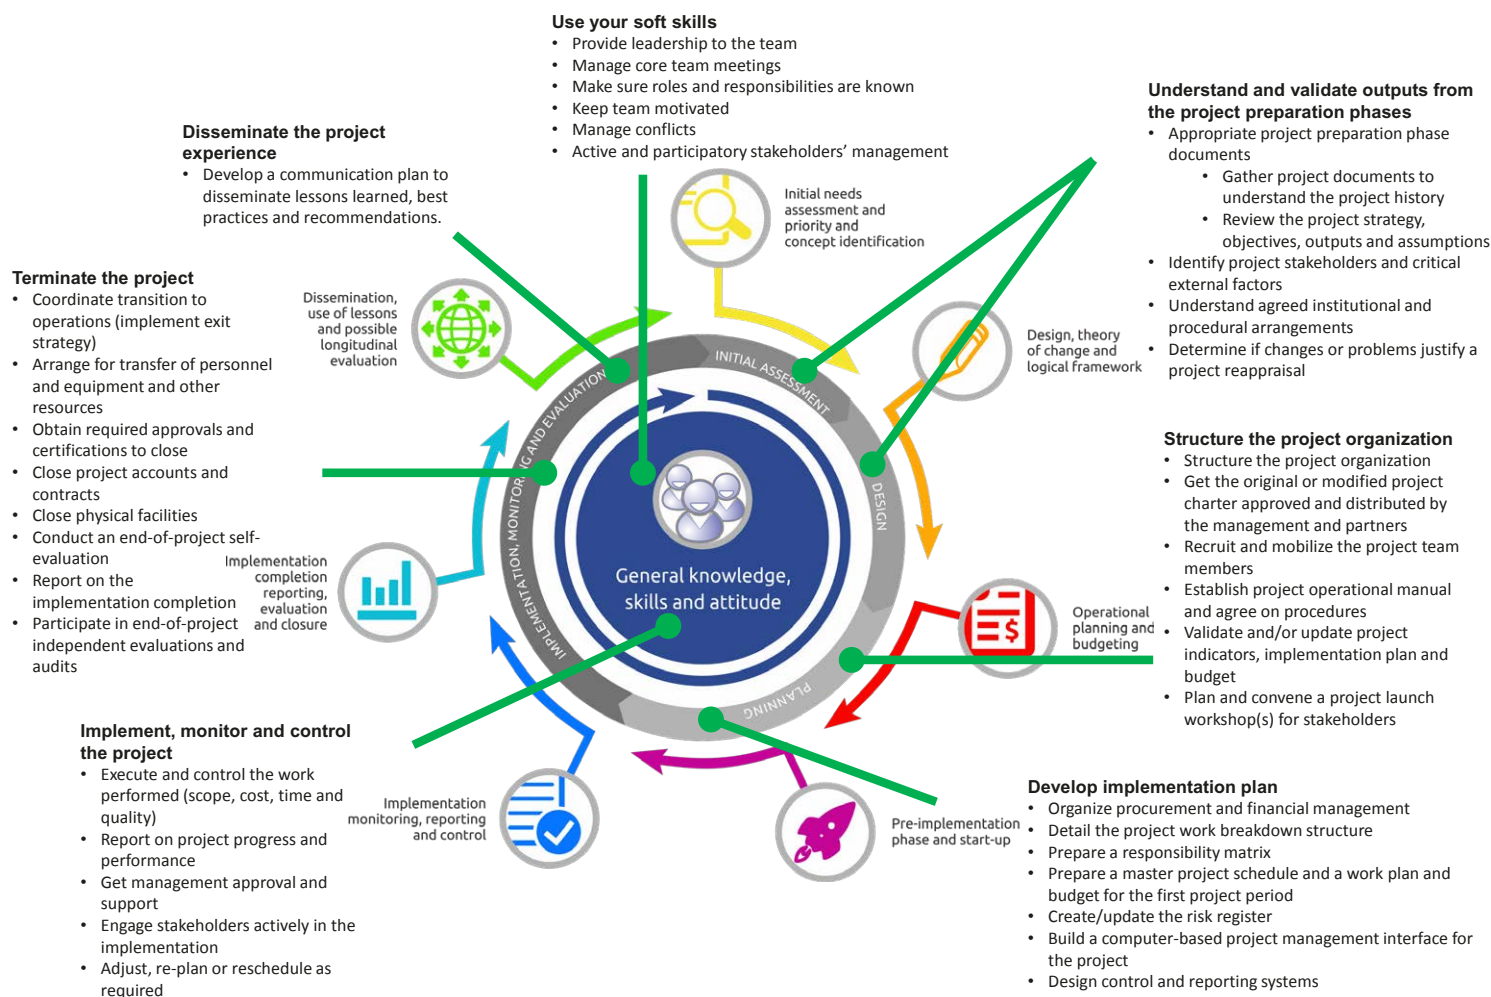 Use your soft skills
• Provide leadership to the team
• Manage core team meetings
• Make sure roles and responsibilities are known
• Keep team motivated
• Manage conflicts
• Active and participatory stakeholders' management
Understand and validate outputs from
the project preparation phases
• Appropriate project preparation phase
documents
• Gather project documents to
understand the project history
• Review the project strategy,
objectives, outputs and assumptions
• Identify project stakeholders and critical
external factors
• Understand agreed institutional and
procedural arrangements
• Determine if changes or problems justify a
project reappraisal
Disseminate the project
experience
• Develop a communication plan to
disseminate lessons learned, best
practices and recommendations.
Initial needs
assessment and
priority and
concept identification
Terminate the project
• Coordinate transition to
operations (implement exit
strategy)
• Arrange for transfer of personnel
and equipment and other
resources
• Obtain required approvals and
certifications to close
• Close project accounts and
contracts
• Close physical facilities
• Conduct an end-of-project self-
evaluation
• Report on the
implementation completion
• Participate in end-of-project
independent evaluations and
audits
Dissemination,
use of lessons
and possible
longitudinal
evaluation
Design, theory
of change and
logical framework
INITIAL ASSESSMENT
DESIGN
PLANNING
IMPLEMENTATION, MONITORING AND EVALUATION
General knowledge,
skills and attitude
Structure the project organization
• Structure the project organization
• Get the original or modified project
charter approved and distributed by
the management and partners
• Recruit and mobilize the project team
members
• Establish project operational manual
and agree on procedures
• Validate and/or update project
indicators, implementation plan and
budget
• Plan and convene a project launch
workshop(s) for stakeholders
Implementation
completion
reporting,
evaluation
and closure
$
Operational
planning and
budgeting
Implement, monitor and control
the project
• Execute and control the work
performed (scope, cost, time and
quality)
• Report on project progress and
performance
• Get management approval and
support
• Engage stakeholders actively in the
implementation
• Adjust, re-plan or reschedule as
required
Implementation
monitoring, reporting
and control
Pre-implementation
phase and start-up
Develop implementation plan
• Organize procurement and financial management
• Detail the project work breakdown structure
• Prepare a responsibility matrix
• Prepare a master project schedule and a work plan and
budget for the first project period
• Create/update the risk register
• Build a computer-based project management interface for
the project
• Design control and reporting systems